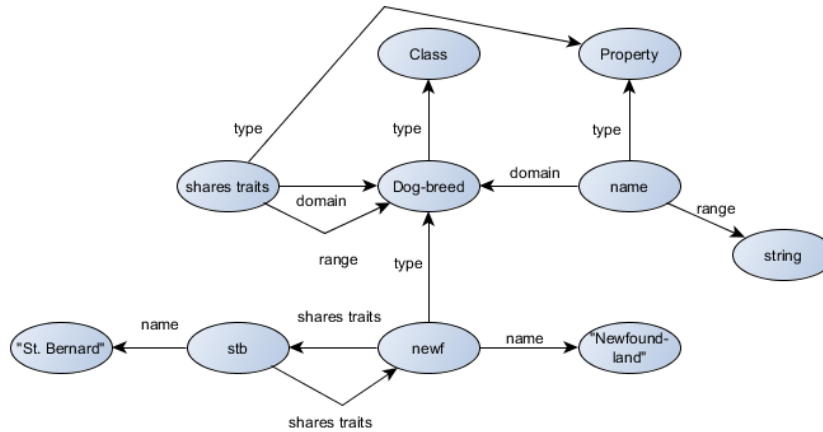 Class
Property
type
type
type
shares traits
domain
Dog-breed
domain
name
range
range
type
string
shares traits
name
name
"St. Bernard"
stb
newf
"Newfound-
land"
shares traits